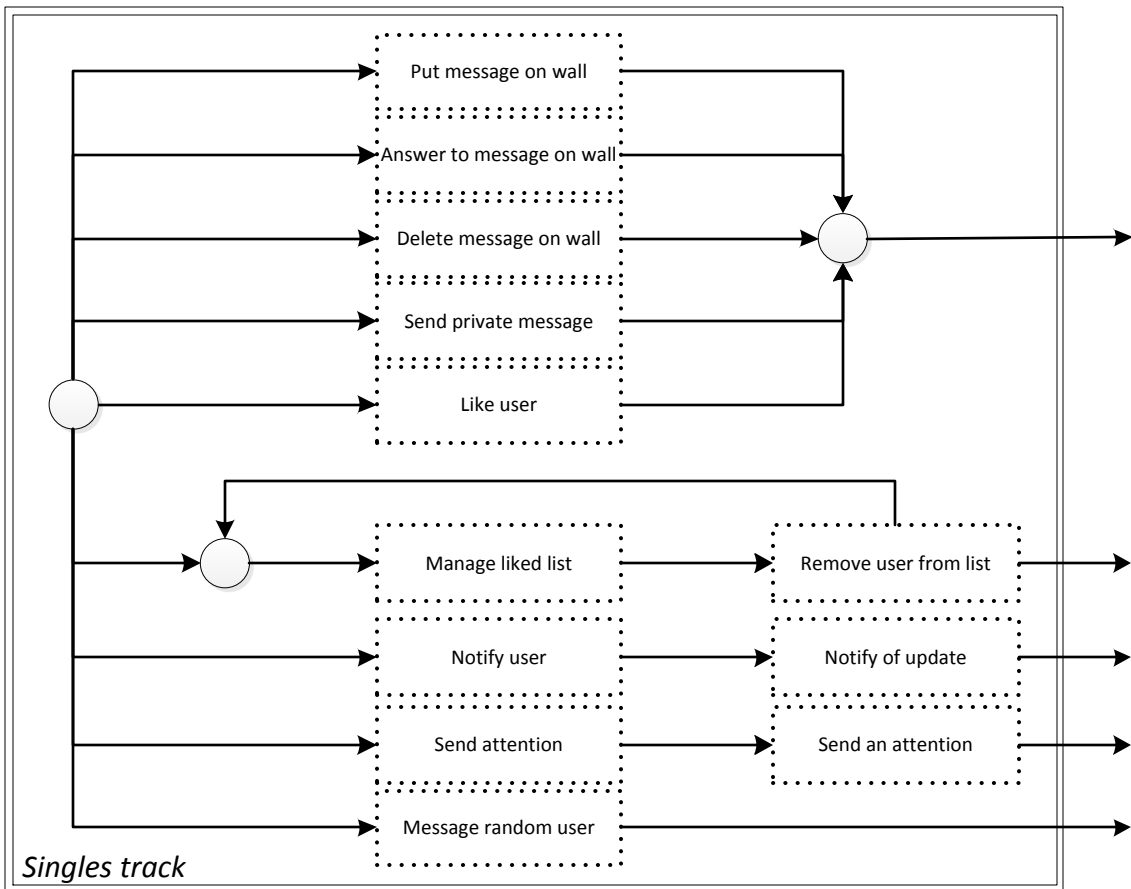 Put message on wall
Answer to message on wall
Delete message on wall
Send private message
Like user
Manage liked list
Remove user from list
Notify user
Notify of update
Send attention
Send an attention
Message random user
Singles track